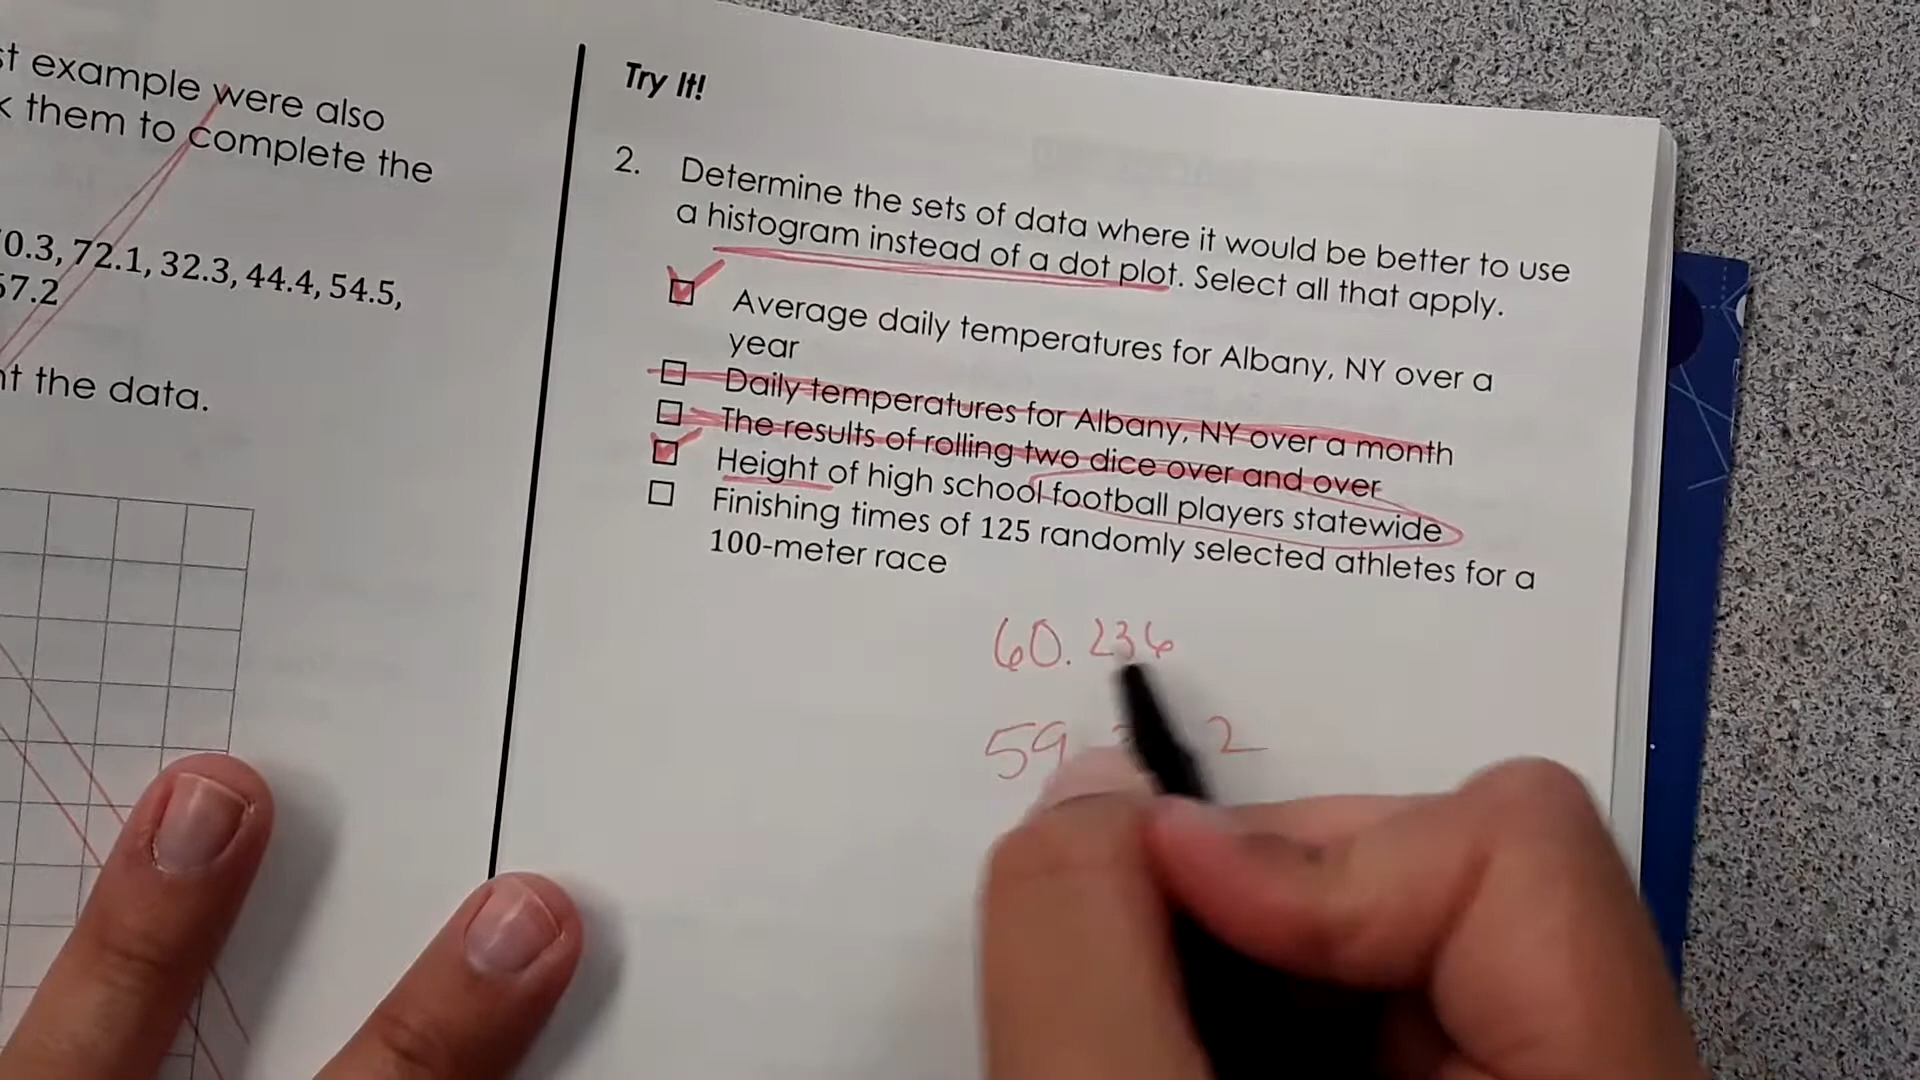 example were also
them to complete the
0.3, 72.1, 32.3, 44.4, 54.5,
57.2
the data.
Try It!
2. Determine the sets of data where it would be better to use
a histogram instead of a dot plot. Select all that apply.
Average daily temperatures for Albany, NY over a
year
Daily temperatures for Albany, NY over a month
The results of rolling two dice over and over
Height of high school football players statewide
Finishing times of 125 randomly selected athletes for a
100-meter race
60.236
59 2